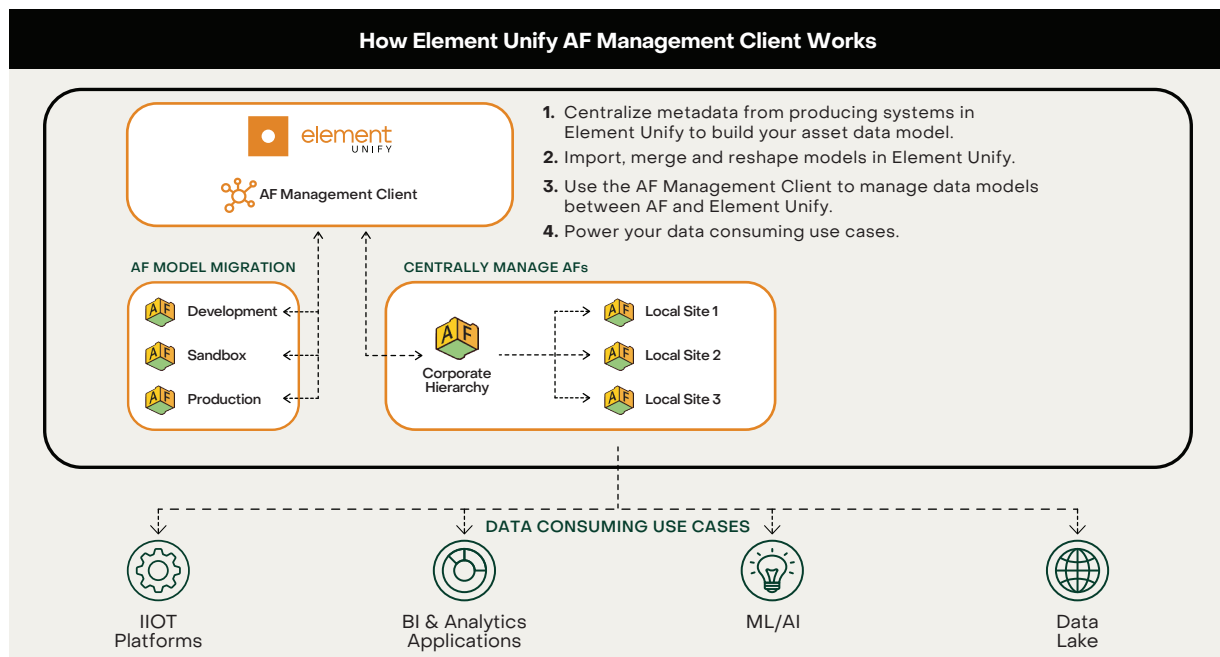 How Element Unify AF Management Client Works
element
UNIFY
AF Management Client
1. Centralize metadata from producing systems in
Element Unify to build your asset data model.
2. Import, merge and reshape models in Element Unify.
3. Use the AF Management Client to manage data models
between AF and Element Unify.
4. Power your data consuming use cases.
AF MODEL MIGRATION
AF Development
AF Sandbox
AF Production
CENTRALLY MANAGE AFs
AF
Corporate
Hierarchy
AF Local Site 1
AF Local Site 2
AF Local Site 3
DATA CONSUMING USE CASES
IIOT
Platforms
BI & Analytics
Applications
ML/AI
Data
Lake